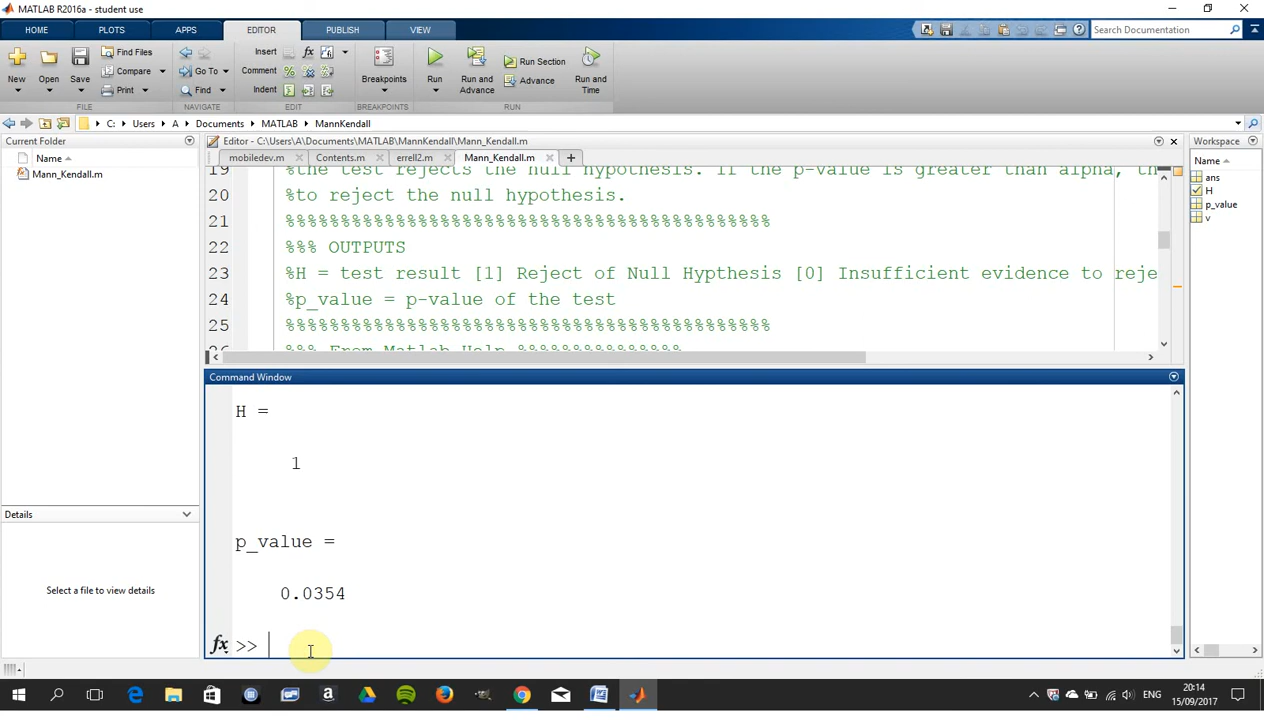 MATLAB R2016a - student use
HOME PLOTS APPS EDITOR PUBLISH VIEW
Search Documentation
New Open Save Find Files Compare Print
Go To Find
Insert Comment Indent
Breakpoints
Run Run and Advance Run Section Advance Run and Time
FILE NAVIGATE EDIT BREAKPOINTS RUN
C: Users A Documents MATLAB MannKendall
Current Folder
Name
Mann_Kendall.m
Details
Select a file to view details
Editor - C:\Users\A\Documents\MATLAB\MannKendall\Mann_Kendall.m
mobiledev.m Contents.m errell2.m Mann_Kendall.m
19 %the test rejects the null hypothesis. If the p-value is greater than alpha, th
20 %to reject the null hypothesis.
21 %%%%%%%%%%%%%%%%%%%%%%%%%%%%%%%%%%%%%%%%%%%%
22 %%% OUTPUTS
23 %H = test result [1] Reject of Null Hypthesis [0] Insufficient evidence to reje
24 %p_value = p-value of the test
25 %%%%%%%%%%%%%%%%%%%%%%%%%%%%%%%%%%%%%%%%%%%%
26 %%% From Matlab Help %%%%%%%%%%%%%%%
Command Window
H =
1
p_value =
0.0354
fx >>
Workspace
Name
ans
H
p_value
v
ENG
20:14
15/09/2017